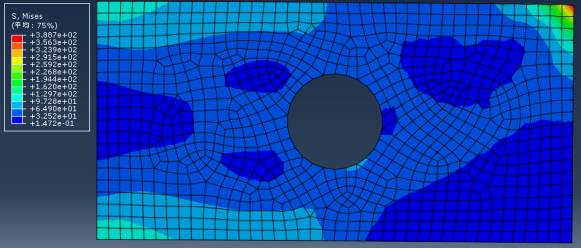 S, Mises
(平均: 75%)
+3.887e+02
+3.563e+02
+3.239e+02
+2.915e+02
+2.592e+02
+2.268e+02
+1.944e+02
+1.620e+02
+1.297e+02
+9.728e+01
+6.490e+01
+3.252e+01
+1.472e-01